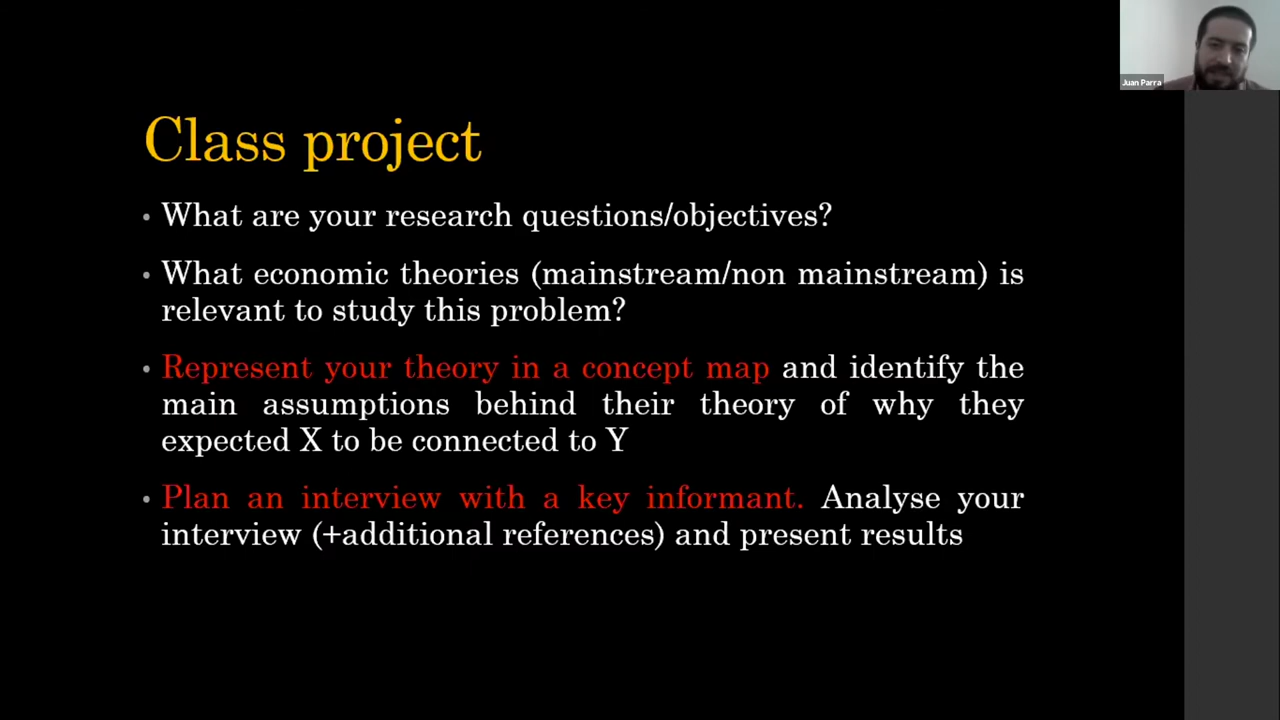 Juan Parra
Class project
• What are your research questions/objectives?
• What economic theories (mainstream/non mainstream) is
relevant to study this problem?
• Represent your theory in a concept map and identify the
main assumptions behind their theory of why they
expected X to be connected to Y
• Plan an interview with a key informant. Analyse your
interview (+additional references) and present results